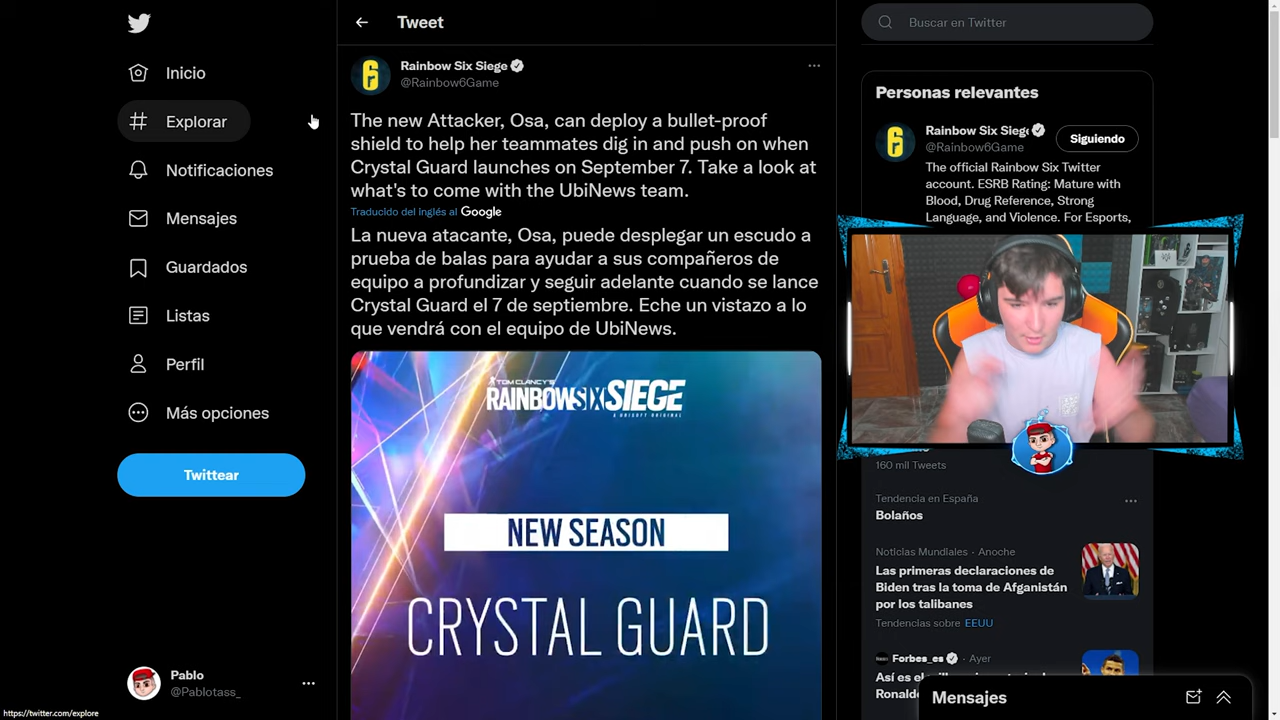 Inicio
Explorar
Notificaciones
Mensajes
Guardados
Listas
Perfil
Más opciones
Twittear
Pablo
@Pablotass_
https://twitter.com/explore
Tweet
Rainbow Six Siege
@Rainbow6Game
The new Attacker, Osa, can deploy a bullet-proof
shield to help her teammates dig in and push on when
Crystal Guard launches on September 7. Take a look at
what's to come with the UbiNews team.
Traducido del inglés al Google
La nueva atacante, Osa, puede desplegar un escudo a
prueba de balas para ayudar a sus compañeros de
equipo a profundizar y seguir adelante cuando se lance
Crystal Guard el 7 de septiembre. Eche un vistazo a lo
que vendrá con el equipo de UbiNews.
TOM CLANCY'S
RAINBOWSIX SIEGE
A UBISOFT ORIGINAL
NEW SEASON
CRYSTAL GUARD
Buscar en Twitter
Personas relevantes
Rainbow Six Siege
@Rainbow6Game
Siguiendo
The official Rainbow Six Twitter
account. ESRB Rating: Mature with
Blood, Drug Reference, Strong
Language, and Violence. For Esports,
160 mil Tweets
Tendencia en España
Bolaños
Noticias Mundiales · Anoche
Las primeras declaraciones de
Biden tras la toma de Afganistán
por los talibanes
Tendencias sobre EEUU
Forbes_es · Ayer
Así es el
Ronald
Mensajes